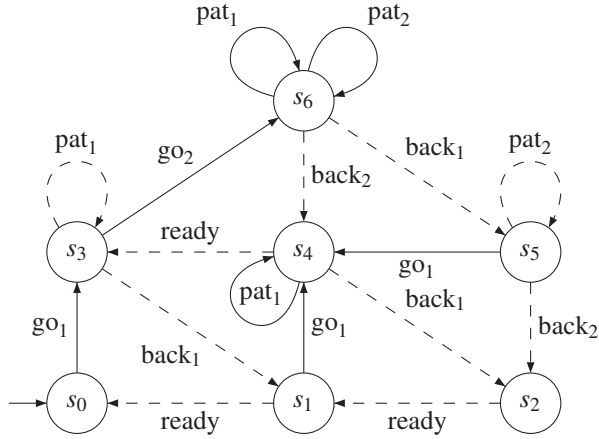 pat₁ pat₂
s₆
pat₁ go₂ back₂ back₁ pat₂
s₃ ready s₄ go₁ s₅
go₁ back₁ pat₁ go₁ back₁ back₂
s₀ ready s₁ ready s₂